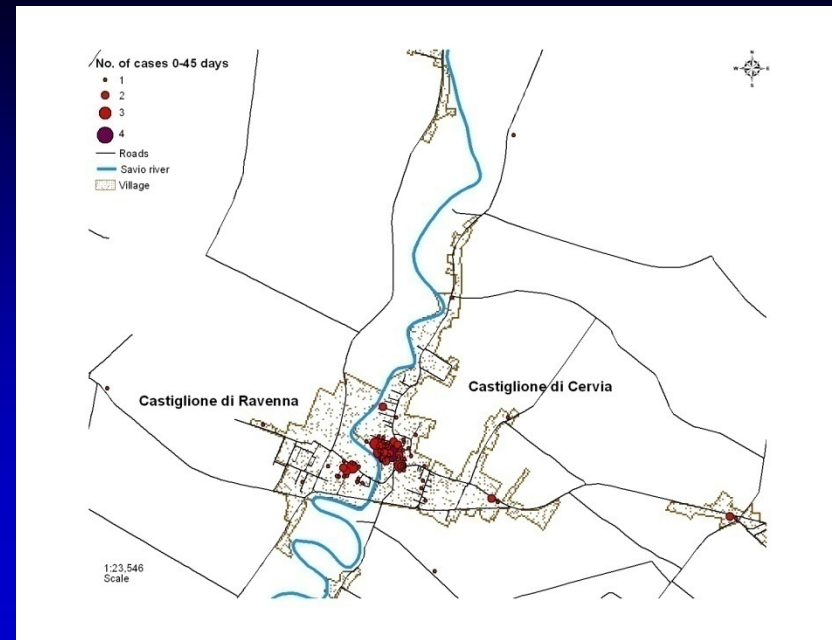 No. of cases 0-45 days
1
2
3
4
Roads
Savio river
Village
N
W E
S
Castiglione di Ravenna
Castiglione di Cervia
1:23,546
Scale